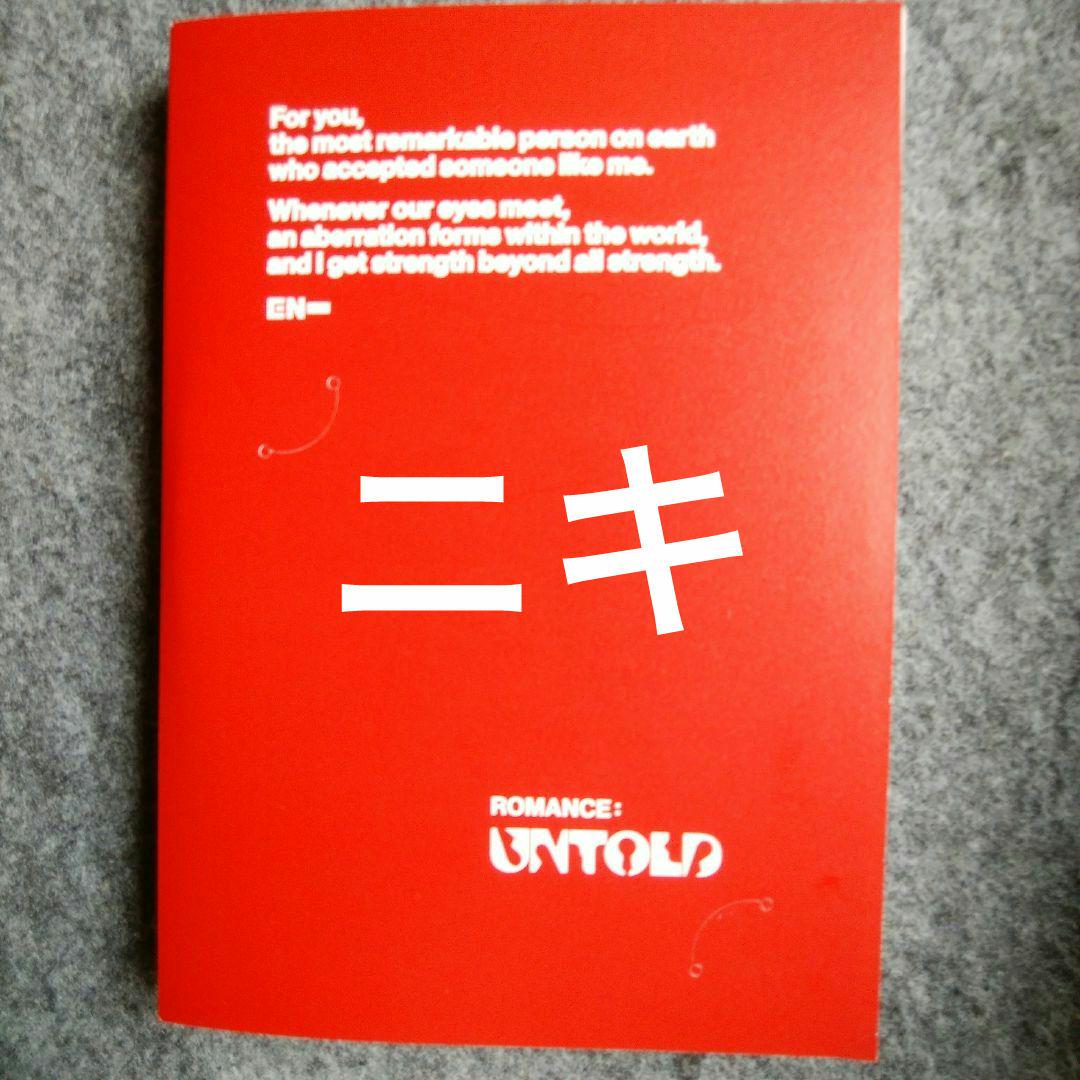 For you,
the most remarkable person on earth
who accepted someone like me.
Whenever our eyes meet,
an aberration forms within the world,
and I get strength beyond all strength.
EN-
ニキ
ROMANCE:
UNTOLD